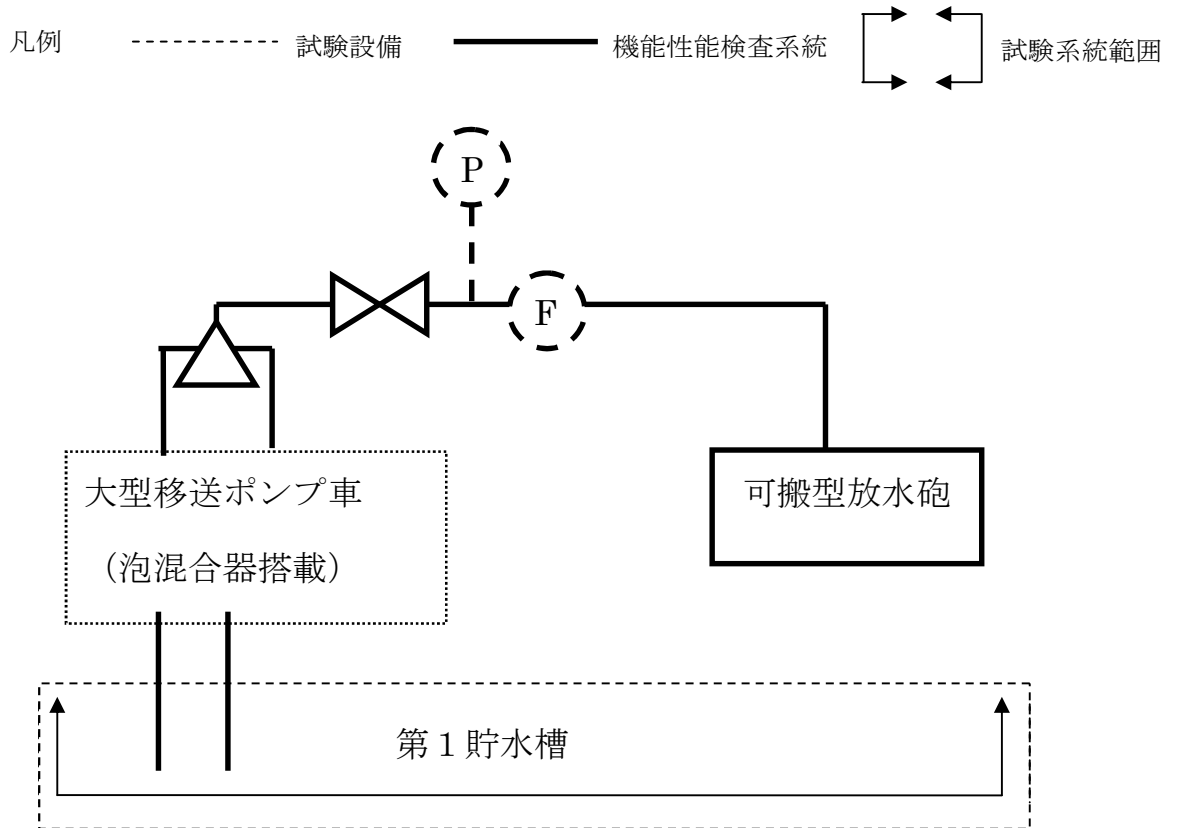 凡例 試験設備 機能性能検査系統 試験系統範囲
P
F
大型移送ポンプ車
（泡混合器搭載）
可搬型放水砲
第１貯水槽